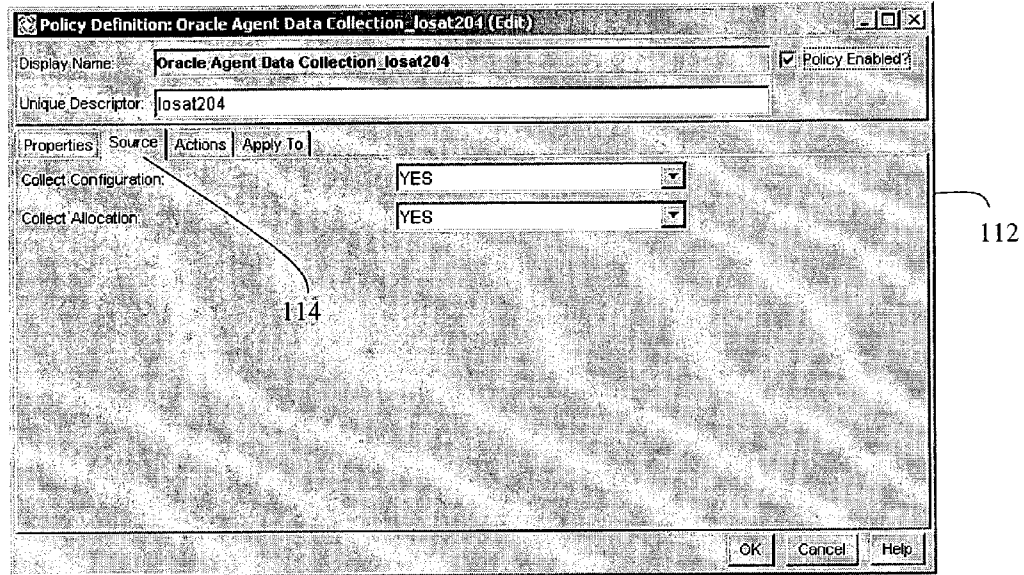 Policy Definition: Oracle Agent Data Collection_losat204 (Edit)
Display Name: Oracle Agent Data Collection_losat204 Policy Enabled?
Unique Descriptor: losat204
Properties Source Actions Apply To
Collect Configuration: YES
Collect Allocation: YES
112
114
OK Cancel Help